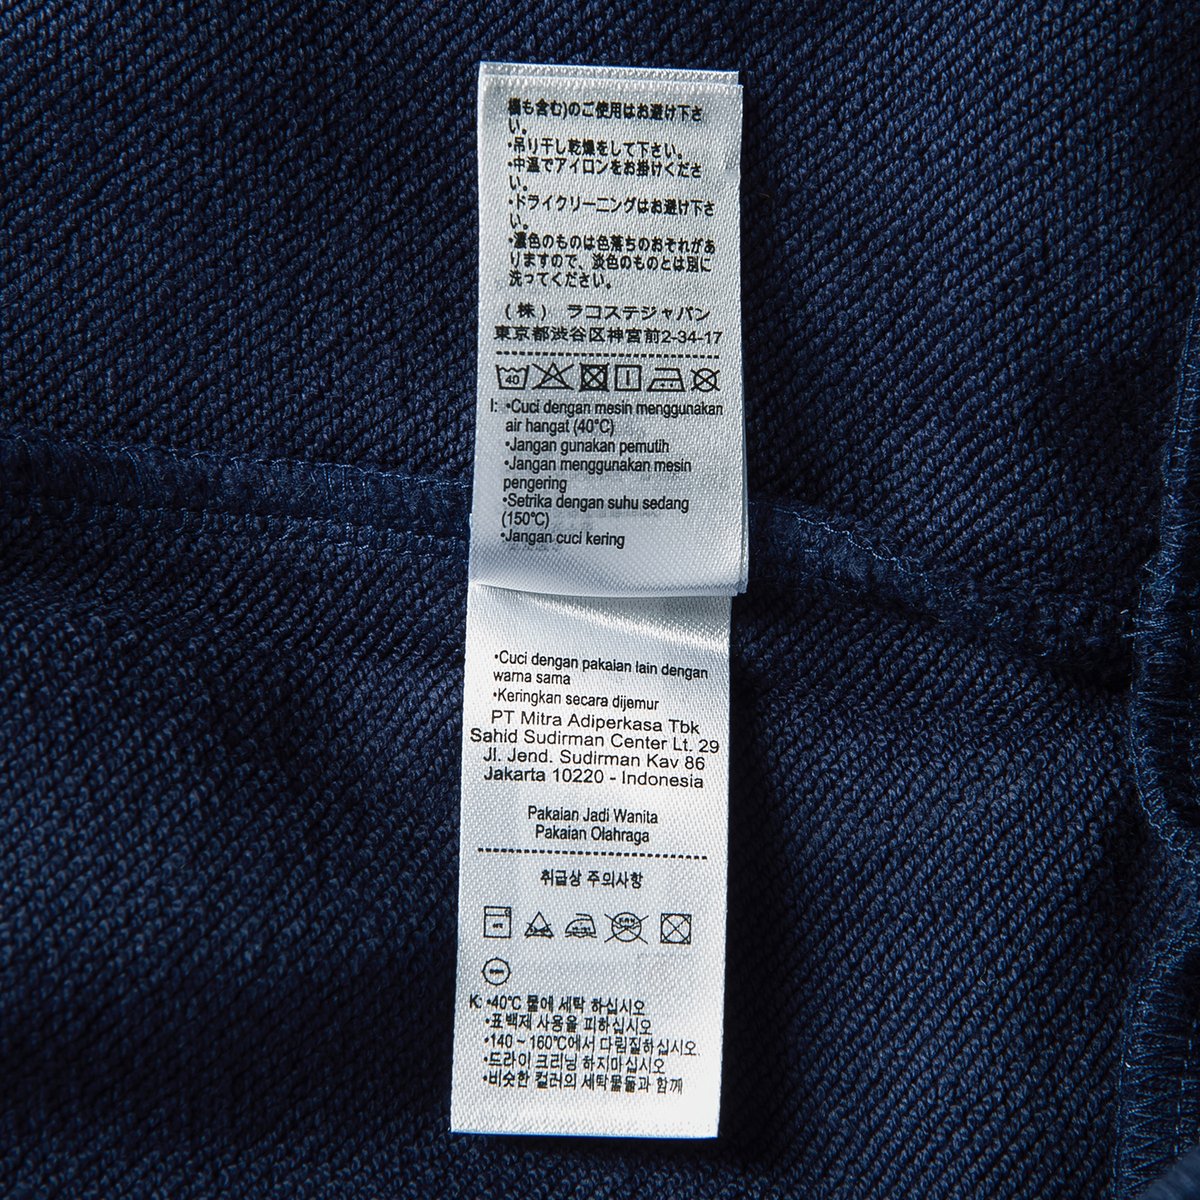 機も含む)のご使用はお避け下さ
い。
・吊り干し乾燥をして下さい。
・中温でアイロンをお掛けくださ
い。
・ドライクリーニングはお避け下さ
い。
・濃色のものは色落ちのおそれがあ
りますので、淡色のものとは別に
洗ってください。
(株) ラコステジャパン
東京都渋谷区神宮前2-34-17
40
I: •Cuci dengan mesin menggunakan
air hangat (40°C)
•Jangan gunakan pemutih
•Jangan menggunakan mesin
pengering
•Setrika dengan suhu sedang
(150°C)
•Jangan cuci kering
•Cuci dengan pakaian lain dengan
warna sama
•Keringkan secara dijemur
PT Mitra Adiperkasa Tbk
Sahid Sudirman Center Lt. 29
Jl. Jend. Sudirman Kav 86
Jakarta 10220 - Indonesia
Pakaian Jadi Wanita
Pakaian Olahraga
취급상 주의사항
K: •40℃ 물에 세탁 하십시오
•표백제 사용을 피하십시오
•140 ~ 160℃에서 다림질하십시오.
•드라이 크리닝 하지마십시오
•비슷한 컬러의 세탁물들과 함께